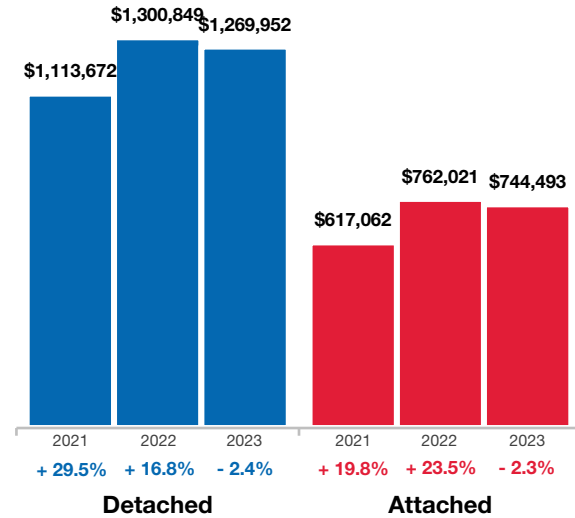 $1,300,849
$1,269,952
$1,113,672
$762,021
$744,493
$617,062
2021 2022 2023 2021 2022 2023
+ 29.5% + 16.8% - 2.4% + 19.8% + 23.5% - 2.3%
Detached Attached